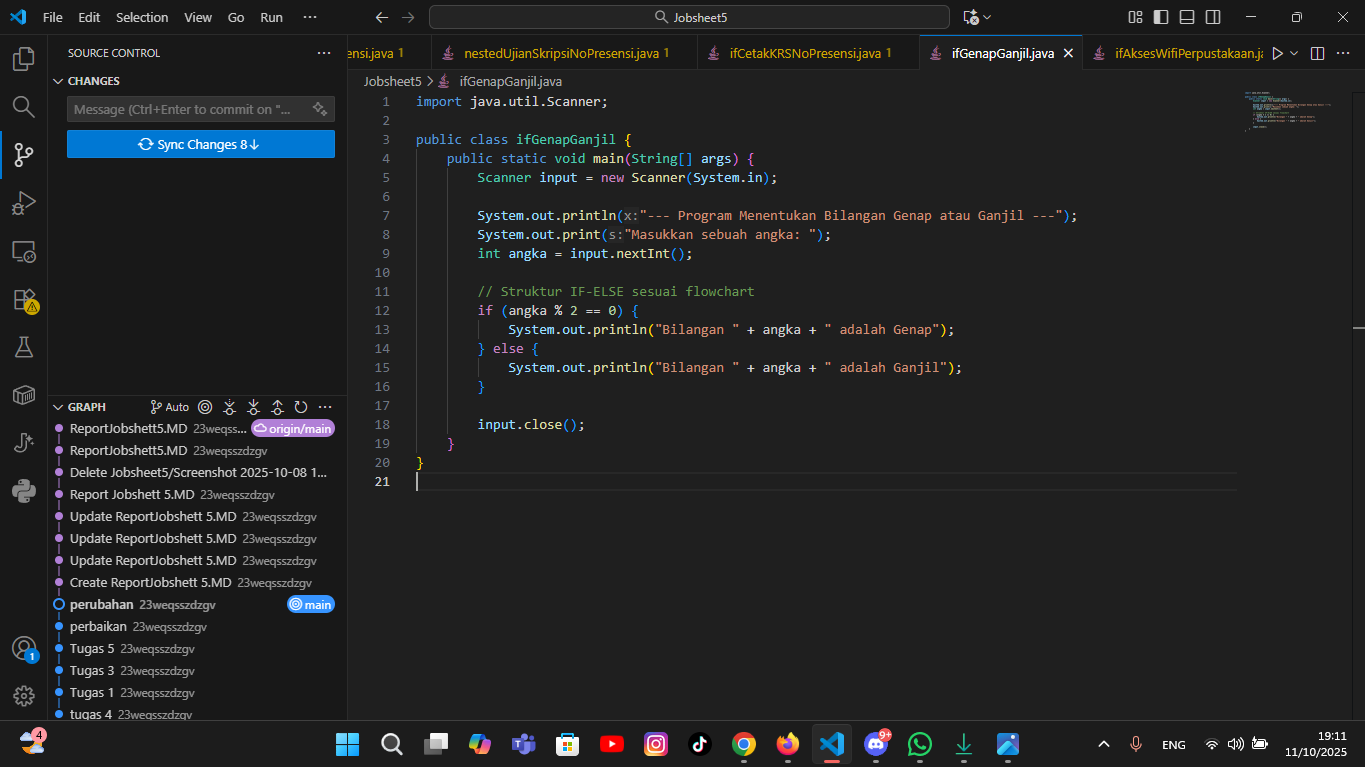 File Edit Selection View Go Run ··· Jobsheet5
SOURCE CONTROL
CHANGES
Message (Ctrl+Enter to commit on "...
Sync Changes 8↓
GRAPH Auto
ReportJobshett5.MD 23weqss... origin/main
ReportJobshett5.MD 23weqsszdzgv
Delete Jobsheet5/Screenshot 2025-10-08 1...
Report Jobshett 5.MD 23weqsszdzgv
Update ReportJobshett 5.MD 23weqsszdzgv
Update ReportJobshett 5.MD 23weqsszdzgv
Update ReportJobshett 5.MD 23weqsszdzgv
Create ReportJobshett 5.MD 23weqsszdzgv
perubahan 23weqsszdzgv main
perbaikan 23weqsszdzgv
Tugas 5 23weqsszdzgv
Tugas 3 23weqsszdzgv
Tugas 1 23weqsszdzgv
tugas 4 23weqsszdzgv
1
ensi.java 1 nestedUjianSkripsiNoPresensi.java 1 ifCetakKRSNoPresensi.java 1 ifGenapGanjil.java ifAksesWifiPerpustakaan.ja
Jobsheet5 > ifGenapGanjil.java
1 import java.util.Scanner;
2
3 public class ifGenapGanjil {
4 public static void main(String[] args) {
5 Scanner input = new Scanner(System.in);
6
7 System.out.println(x:"--- Program Menentukan Bilangan Genap atau Ganjil ---");
8 System.out.print(s:"Masukkan sebuah angka: ");
9 int angka = input.nextInt();
10
11 // Struktur IF-ELSE sesuai flowchart
12 if (angka % 2 == 0) {
13 System.out.println("Bilangan " + angka + " adalah Genap");
14 } else {
15 System.out.println("Bilangan " + angka + " adalah Ganjil");
16 }
17
18 input.close();
19 }
20 }
21
4 9+ ENG 19:11
11/10/2025